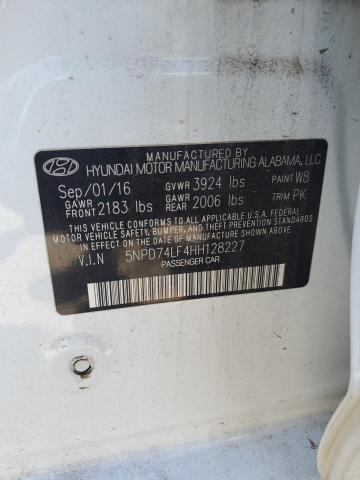 HYUNDAI MOTOR MANUFACTURING ALABAMA, LLC
Sep/01/16 GVWR 3924 lbs PAINT W8
GAWR FRONT 2183 lbs GAWR REAR 2006 lbs TRIM PK
THIS VEHICLE CONFORMS TO ALL APPLICABLE U.S.A FEDERAL
MOTOR VEHICLE SAFETY, BUMPER, AND THEFT PREVENTION STANDARDS
IN EFFECT ON THE DATE OF MANUFACTURE SHOWN ABOVE.
V.I.N 5NPD74LF4HH128227
PASSENGER CAR